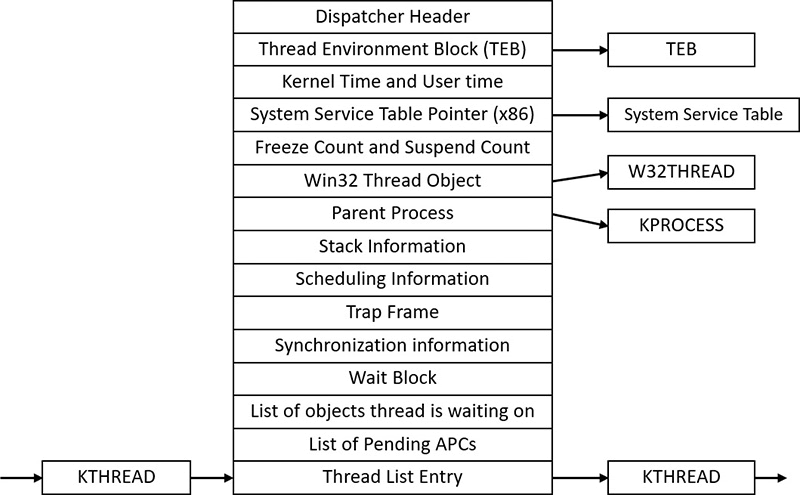 Dispatcher Header
Thread Environment Block (TEB)
TEB
Kernel Time and User time
System Service Table Pointer (x86)
System Service Table
Freeze Count and Suspend Count
Win32 Thread Object
W32THREAD
Parent Process
KPROCESS
Stack Information
Scheduling Information
Trap Frame
Synchronization information
Wait Block
List of objects thread is waiting on
List of Pending APCs
KTHREAD
Thread List Entry
KTHREAD